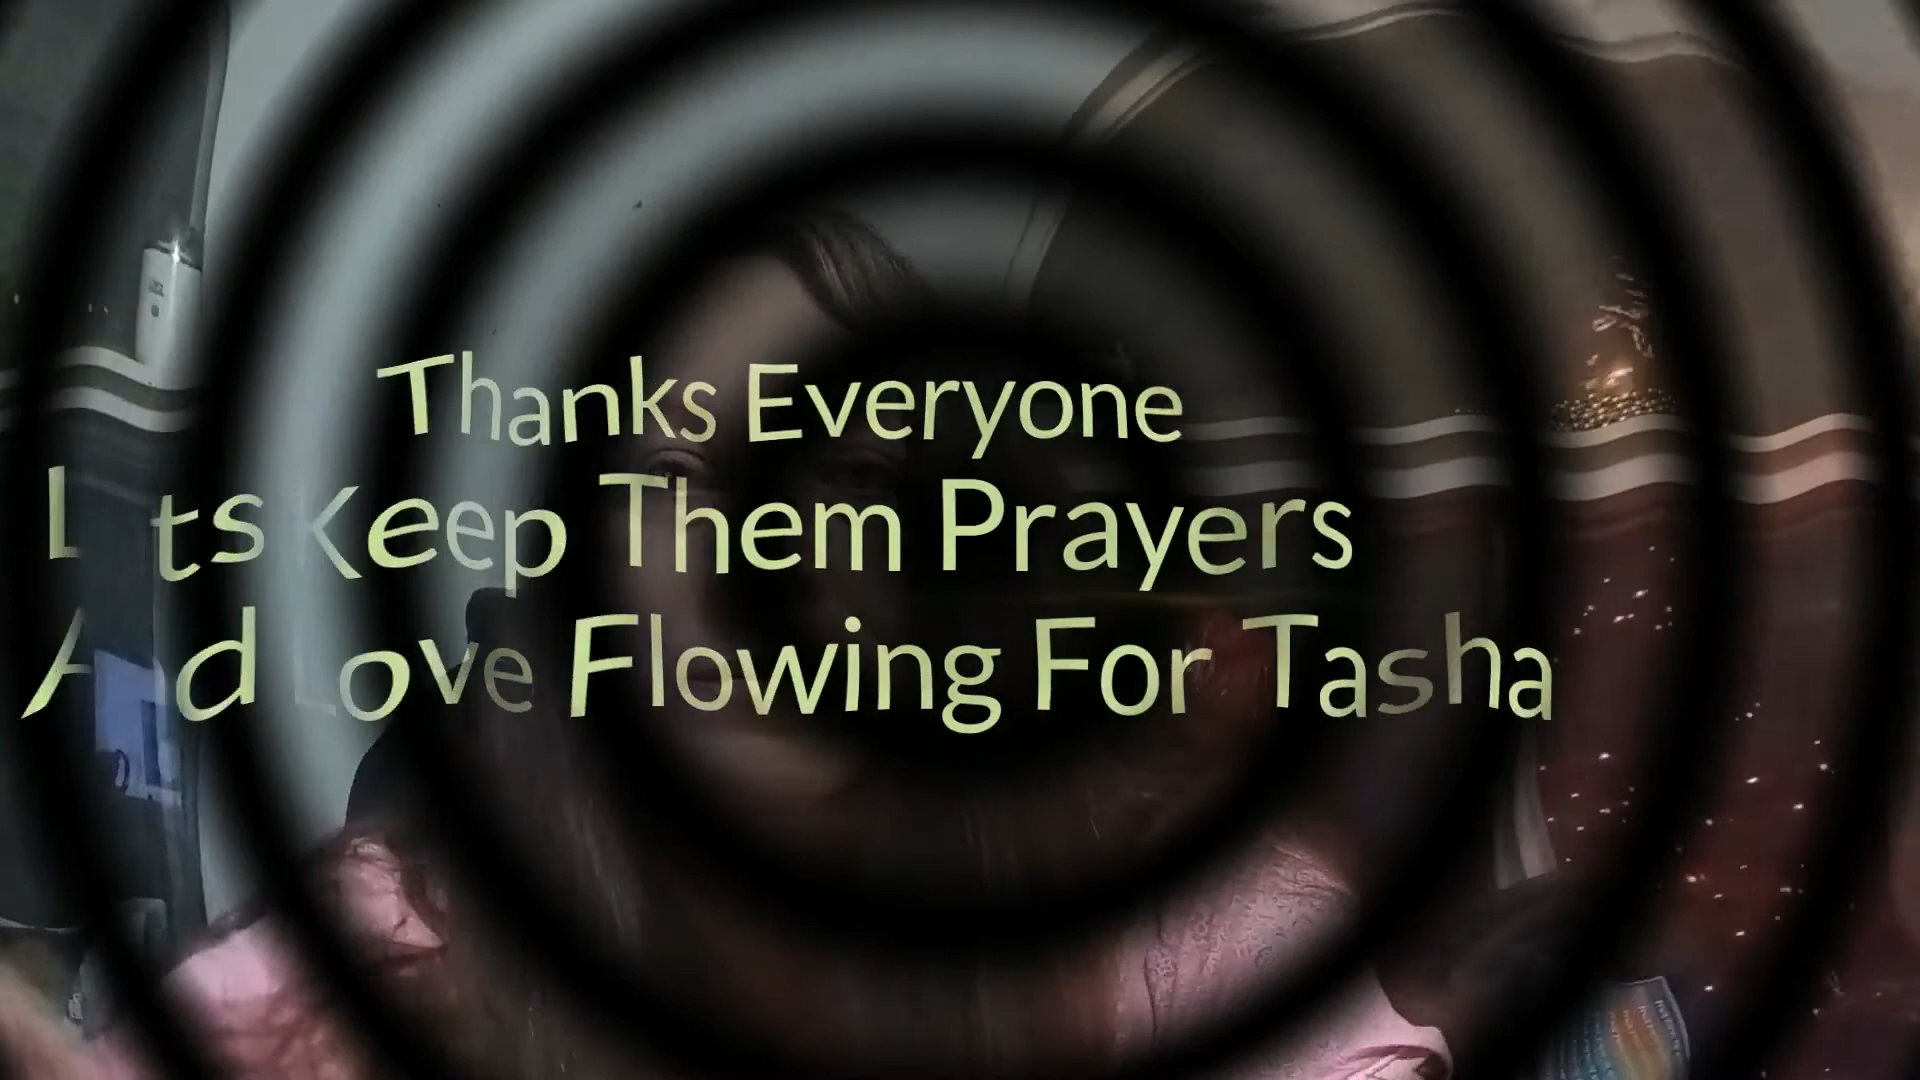 Thanks Everyone
Lets Keep Them Prayers
And Love Flowing For Tasha